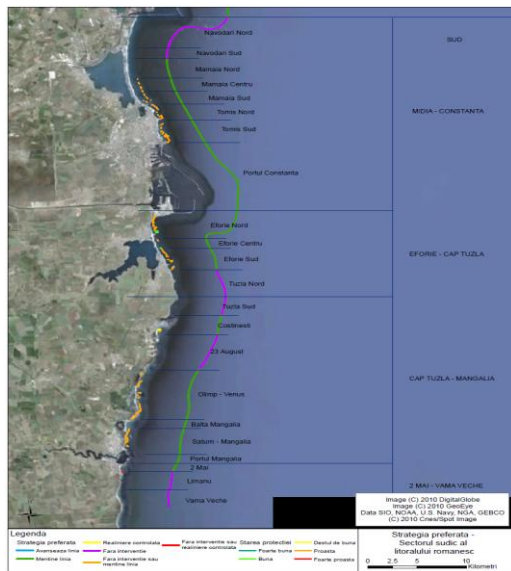 Navodari Nord
SUD
Navodari Sud
Mamaia Nord
Mamaia Centru
Mamaia Sud
Tomis Nord
MIDIA - CONSTANTA
Tomis Sud
Portul Constanta
Eforie Nord
Eforie Centru
EFORIE - CAP TUZLA
Eforie Sud
Tuzla Nord
Tuzla Sud
Costinesti
23 August
CAP TUZLA - MANGALIA
Olimp - Venus
Balta Mangalia
Saturn - Mangalia
Portul Mangalia
2 Mai
Limanu
2 MAI - VAMA VECHE
Vama Veche
Image (C) 2010 DigitalGlobe
Image (C) 2010 GeoEye
Data SIO, NOAA, U.S. Navy, NGA, GEBCO
(C) 2010 Cnes/Spot Image
Legenda
Strategia preferata
Avanseaza linia
Mentine linia
Realiniere controlata
Fara interventie
Fara interventie sau
mentine linia
Fara interventie sau
realiniere controlata
Starea protectiei
Foarte buna
Buna
Destul de buna
Proasta
Foarte proasta
Strategia preferata -
Sectorul sudic al
litoralului romanesc
0 2.5 5 10
Kilometri